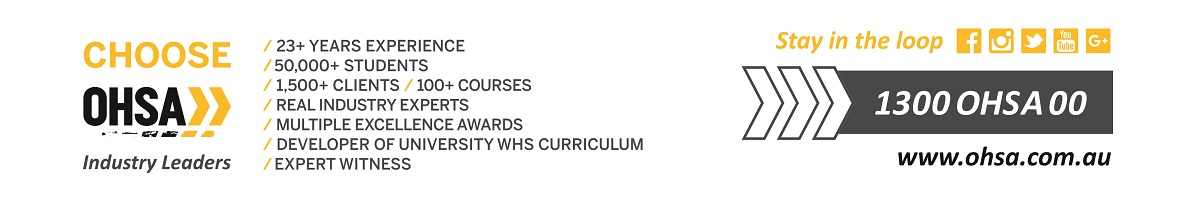 CHOOSE
OHSA
Industry Leaders
/ 23+ YEARS EXPERIENCE
/ 50,000+ STUDENTS
/ 1,500+ CLIENTS / 100+ COURSES
/ REAL INDUSTRY EXPERTS
/ MULTIPLE EXCELLENCE AWARDS
/ DEVELOPER OF UNIVERSITY WHS CURRICULUM
/ EXPERT WITNESS
Stay in the loop
You
Tube
G+
1300 OHSA 00
www.ohsa.com.au